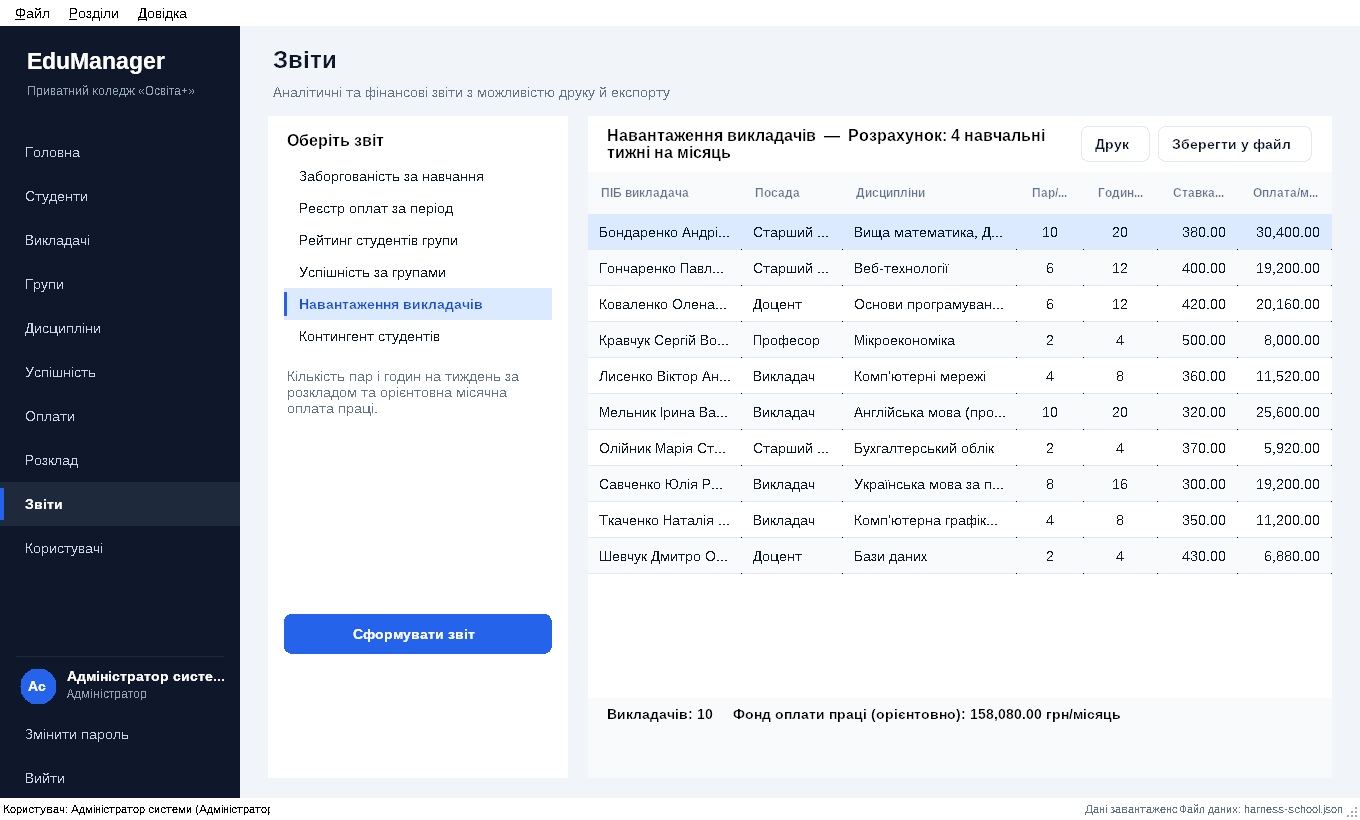 Файл Розділи Довідка
EduManager
Приватний коледж «Освіта+»
Головна
Студенти
Викладачі
Групи
Дисципліни
Успішність
Оплати
Розклад
Звіти
Користувачі
Ас
Адміністратор систе...
Адміністратор
Змінити пароль
Вийти
Звіти
Аналітичні та фінансові звіти з можливістю друку й експорту
Оберіть звіт
Заборгованість за навчання
Реєстр оплат за період
Рейтинг студентів групи
Успішність за групами
Навантаження викладачів
Контингент студентів
Кількість пар і годин на тиждень за
розкладом та орієнтовна місячна
оплата праці.
Сформувати звіт
Навантаження викладачів — Розрахунок: 4 навчальні
тижні на місяць
Друк Зберегти у файл
ПІБ викладача Посада Дисципліни Пар/... Годин... Ставка... Оплата/м...
Бондаренко Андрі... Старший ... Вища математика, Д... 10 20 380.00 30,400.00
Гончаренко Павл... Старший ... Веб-технології 6 12 400.00 19,200.00
Коваленко Олена... Доцент Основи програмуван... 6 12 420.00 20,160.00
Кравчук Сергій Во... Професор Мікроекономіка 2 4 500.00 8,000.00
Лисенко Віктор Ан... Викладач Комп'ютерні мережі 4 8 360.00 11,520.00
Мельник Ірина Ва... Викладач Англійська мова (про... 10 20 320.00 25,600.00
Олійник Марія Ст... Старший ... Бухгалтерський облік 2 4 370.00 5,920.00
Савченко Юлія Р... Викладач Українська мова за п... 8 16 300.00 19,200.00
Ткаченко Наталія ... Викладач Комп'ютерна графік... 4 8 350.00 11,200.00
Шевчук Дмитро О... Доцент Бази даних 2 4 430.00 6,880.00
Викладачів: 10 Фонд оплати праці (орієнтовно): 158,080.00 грн/місяць
Користувач: Адміністратор системи (Адміністратор
Дані завантажено Файл даних: harness-school.json